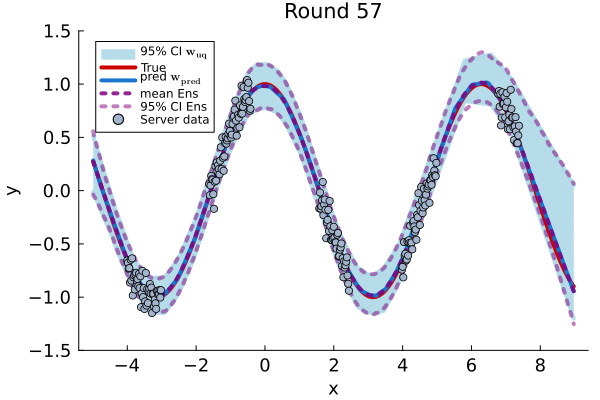 Round 57
95% CI w_uq
True
pred w_pred
mean Ens
95% CI Ens
Server data
1.5
1.0
0.5
0.0
−0.5
−1.0
−1.5
y
−4 −2 0 2 4 6 8
x